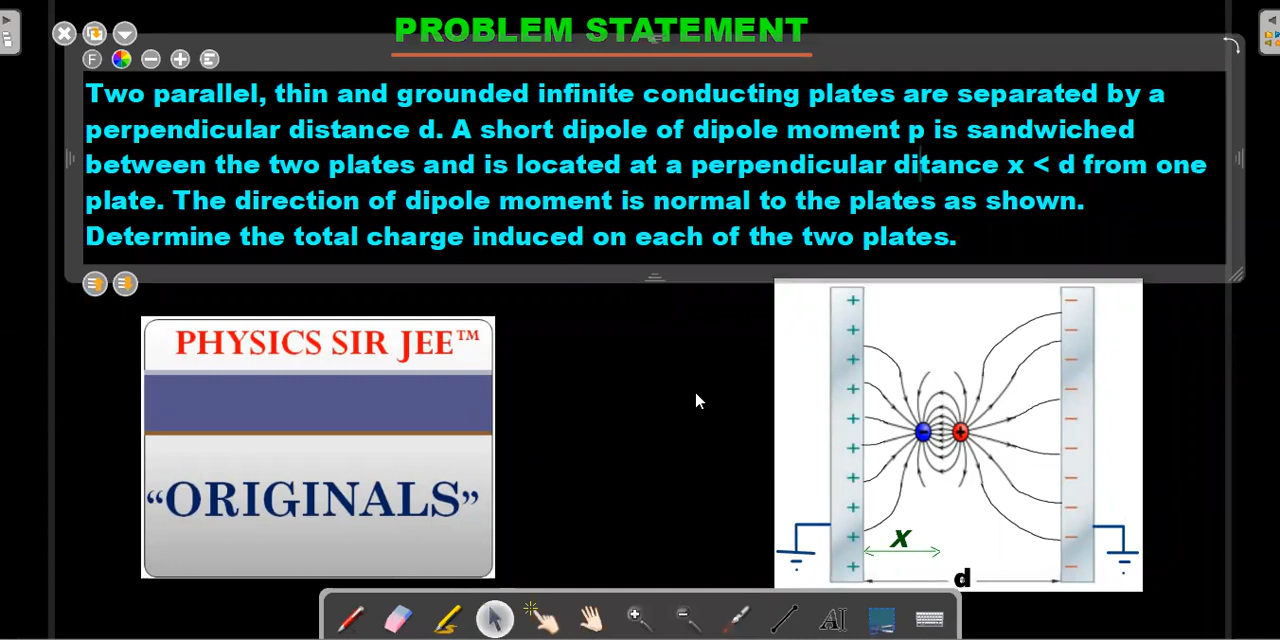 PROBLEM STATEMENT
F
Two parallel, thin and grounded infinite conducting plates are separated by a
perpendicular distance d. A short dipole of dipole moment p is sandwiched
between the two plates and is located at a perpendicular ditance x < d from one
plate. The direction of dipole moment is normal to the plates as shown.
Determine the total charge induced on each of the two plates.
PHYSICS SIR JEE™
“ORIGINALS”
+ −
+ −
+ −
+ −
+ − + −
+ −
+ −
+ −
+ −
x
d
AI